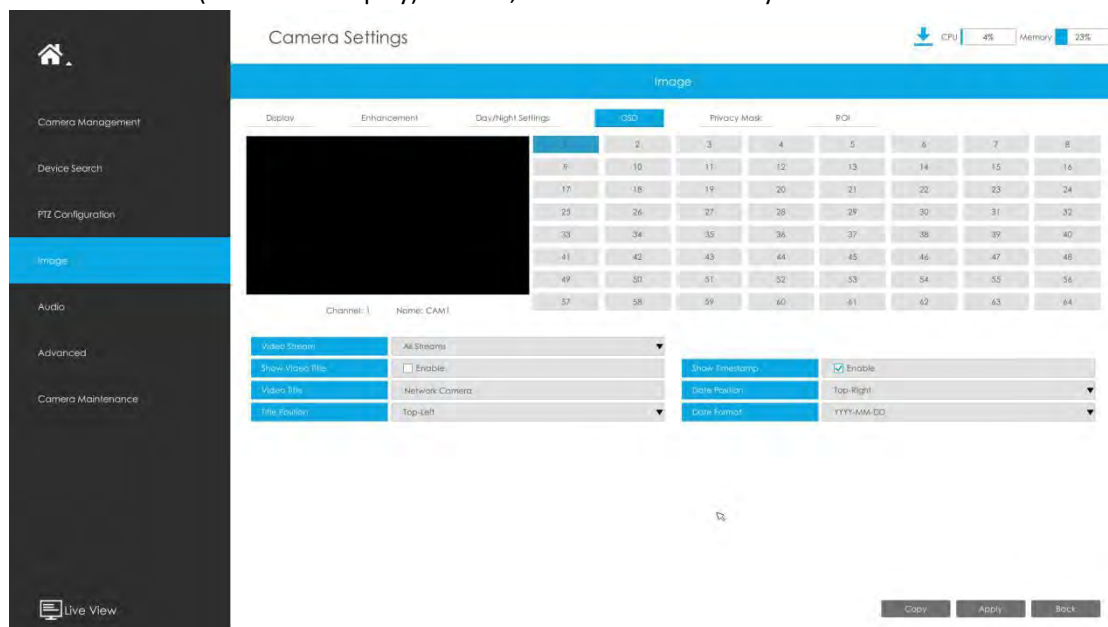 Camera Settings
CPU 4% Memory 23%
Image
Camera Management
Device Search
PTZ Configuration
Image
Audio
Advanced
Camera Maintenance
Live View
Display Enhancement Day/Night Settings OSD Privacy Mask ROI
1 2 3 4 5 6 7 8
9 10 11 12 13 14 15 16
17 18 19 20 21 22 23 24
25 26 27 28 29 30 31 32
33 34 35 36 37 38 39 40
41 42 43 44 45 46 47 48
49 50 51 52 53 54 55 56
57 58 59 60 61 62 63 64
Channel: 1 Name: CAM1
Video Stream All Streams
Show Video Title Enable Show Timestamp Enable
Video Title Network Camera Date Position Top-Right
Title Position Top-Left Date Format YYYY-MM-DD
Copy Apply Back